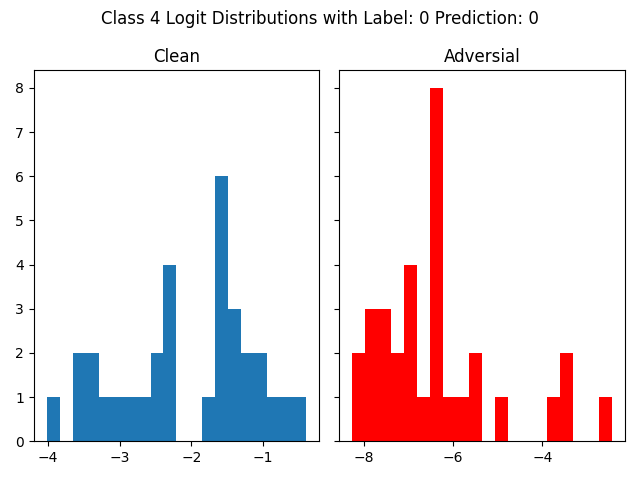 Class 4 Logit Distributions with Label: 0 Prediction: 0
Clean
Adversial
8
7
6
5
4
3
2
1
0
−4 −3 −2 −1
−8 −6 −4